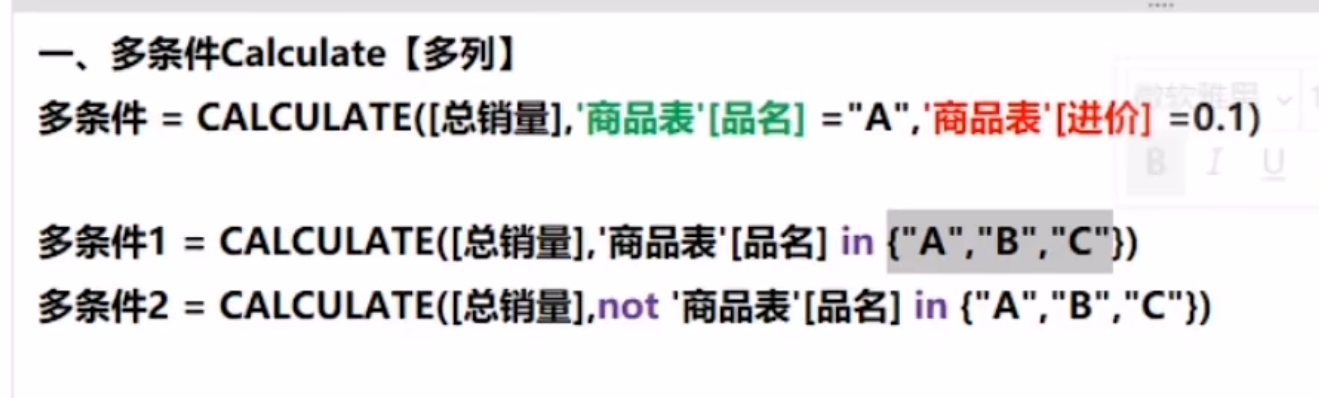 一、多条件Calculate【多列】
多条件 = CALCULATE([总销量],'商品表'[品名] ="A",'商品表'[进价] =0.1)
微软雅黑
B I U
多条件1 = CALCULATE([总销量],'商品表'[品名] in {"A","B","C"})
多条件2 = CALCULATE([总销量],not '商品表'[品名] in {"A","B","C"})